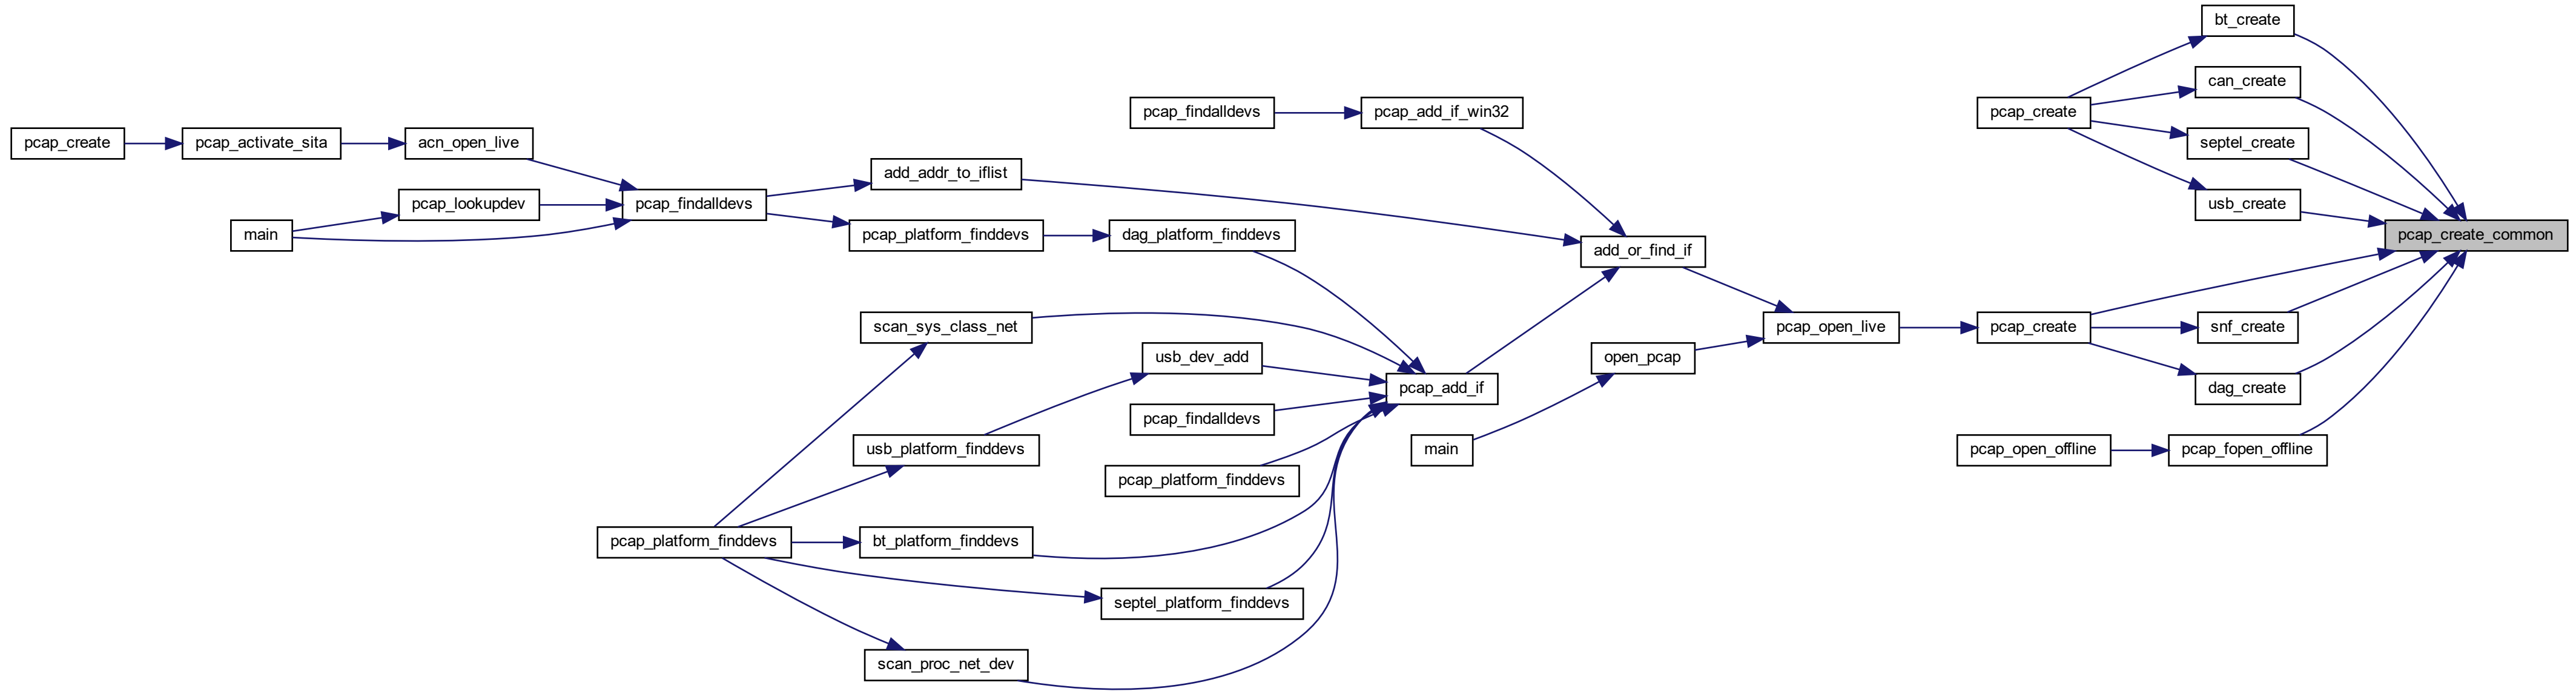 bt_create
can_create
pcap_create
pcap_findalldevs
pcap_add_if_win32
pcap_create
pcap_activate_sita
acn_open_live
septel_create
add_addr_to_iflist
pcap_lookupdev
pcap_findalldevs
usb_create
main
pcap_platform_finddevs
dag_platform_finddevs
add_or_find_if
pcap_create_common
scan_sys_class_net
pcap_open_live
pcap_create
snf_create
usb_dev_add
open_pcap
pcap_add_if
dag_create
pcap_findalldevs
usb_platform_finddevs
main
pcap_open_offline
pcap_fopen_offline
pcap_platform_finddevs
pcap_platform_finddevs
bt_platform_finddevs
septel_platform_finddevs
scan_proc_net_dev